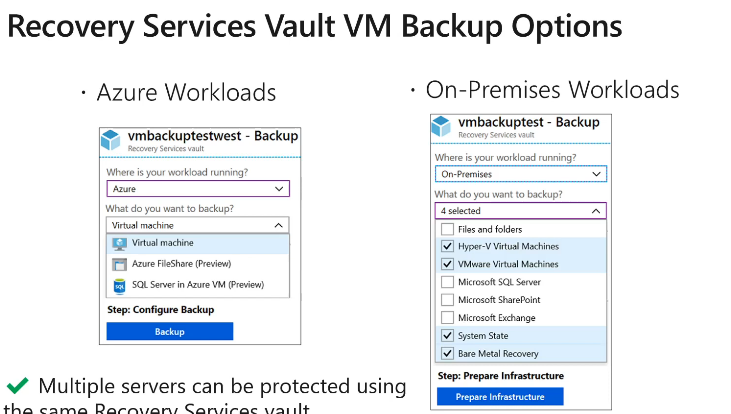 Recovery Services Vault VM Backup Options
· Azure Workloads
vmbackuptestwest - Backup
Recovery Services vault
Where is your workload running?
Azure
What do you want to backup?
Virtual machine
Virtual machine
Azure FileShare (Preview)
SQL Server in Azure VM (Preview)
Step: Configure Backup
Backup
· On-Premises Workloads
vmbackuptest - Backup
Recovery Services vault
Where is your workload running?
On-Premises
What do you want to backup?
4 selected
Files and folders
Hyper-V Virtual Machines
VMware Virtual Machines
Microsoft SQL Server
Microsoft SharePoint
Microsoft Exchange
System State
Bare Metal Recovery
Step: Prepare Infrastructure
Prepare Infrastructure
Multiple servers can be protected using
the same Recovery Services vault